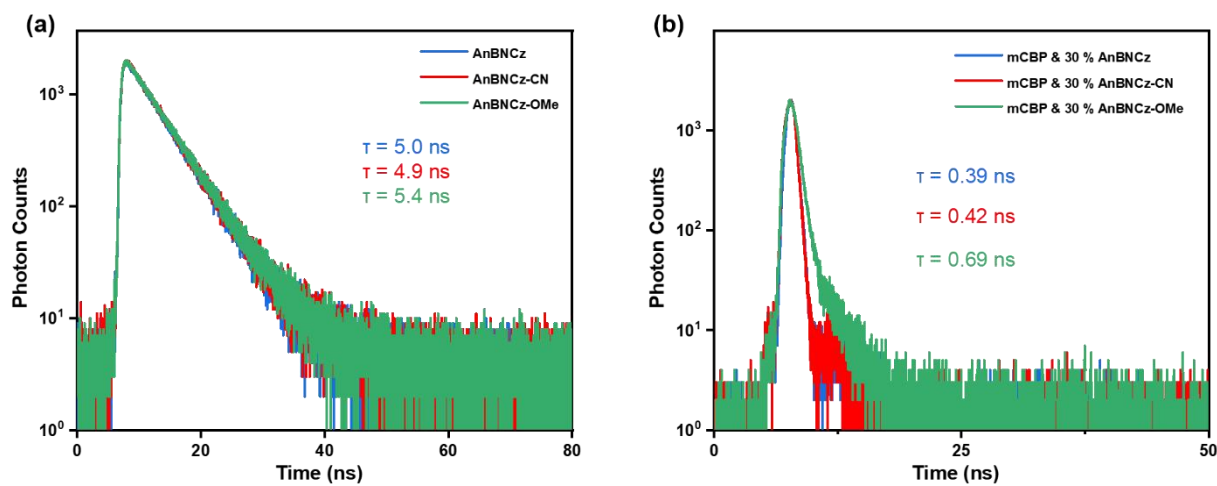 (a)
AnBNCz
AnBNCz-CN
AnBNCz-OMe
τ = 5.0 ns
τ = 4.9 ns
τ = 5.4 ns
Photon Counts
10³
10²
10¹
10⁰
0 20 40 60 80
Time (ns)
(b)
mCBP & 30 % AnBNCz
mCBP & 30 % AnBNCz-CN
mCBP & 30 % AnBNCz-OMe
τ = 0.39 ns
τ = 0.42 ns
τ = 0.69 ns
Photon Counts
10³
10²
10¹
10⁰
0 25 50
Time (ns)